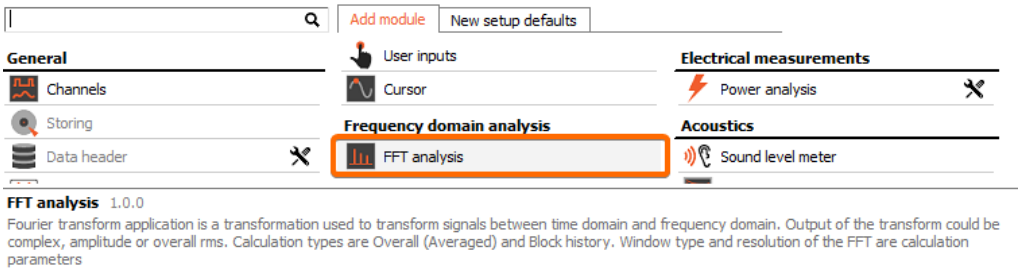 Add module
New setup defaults
General
Channels
Storing
Data header
User inputs
Cursor
Frequency domain analysis
FFT analysis
Electrical measurements
Power analysis
Acoustics
Sound level meter
FFT analysis 1.0.0
Fourier transform application is a transformation used to transform signals between time domain and frequency domain. Output of the transform could be
complex, amplitude or overall rms. Calculation types are Overall (Averaged) and Block history. Window type and resolution of the FFT are calculation
parameters